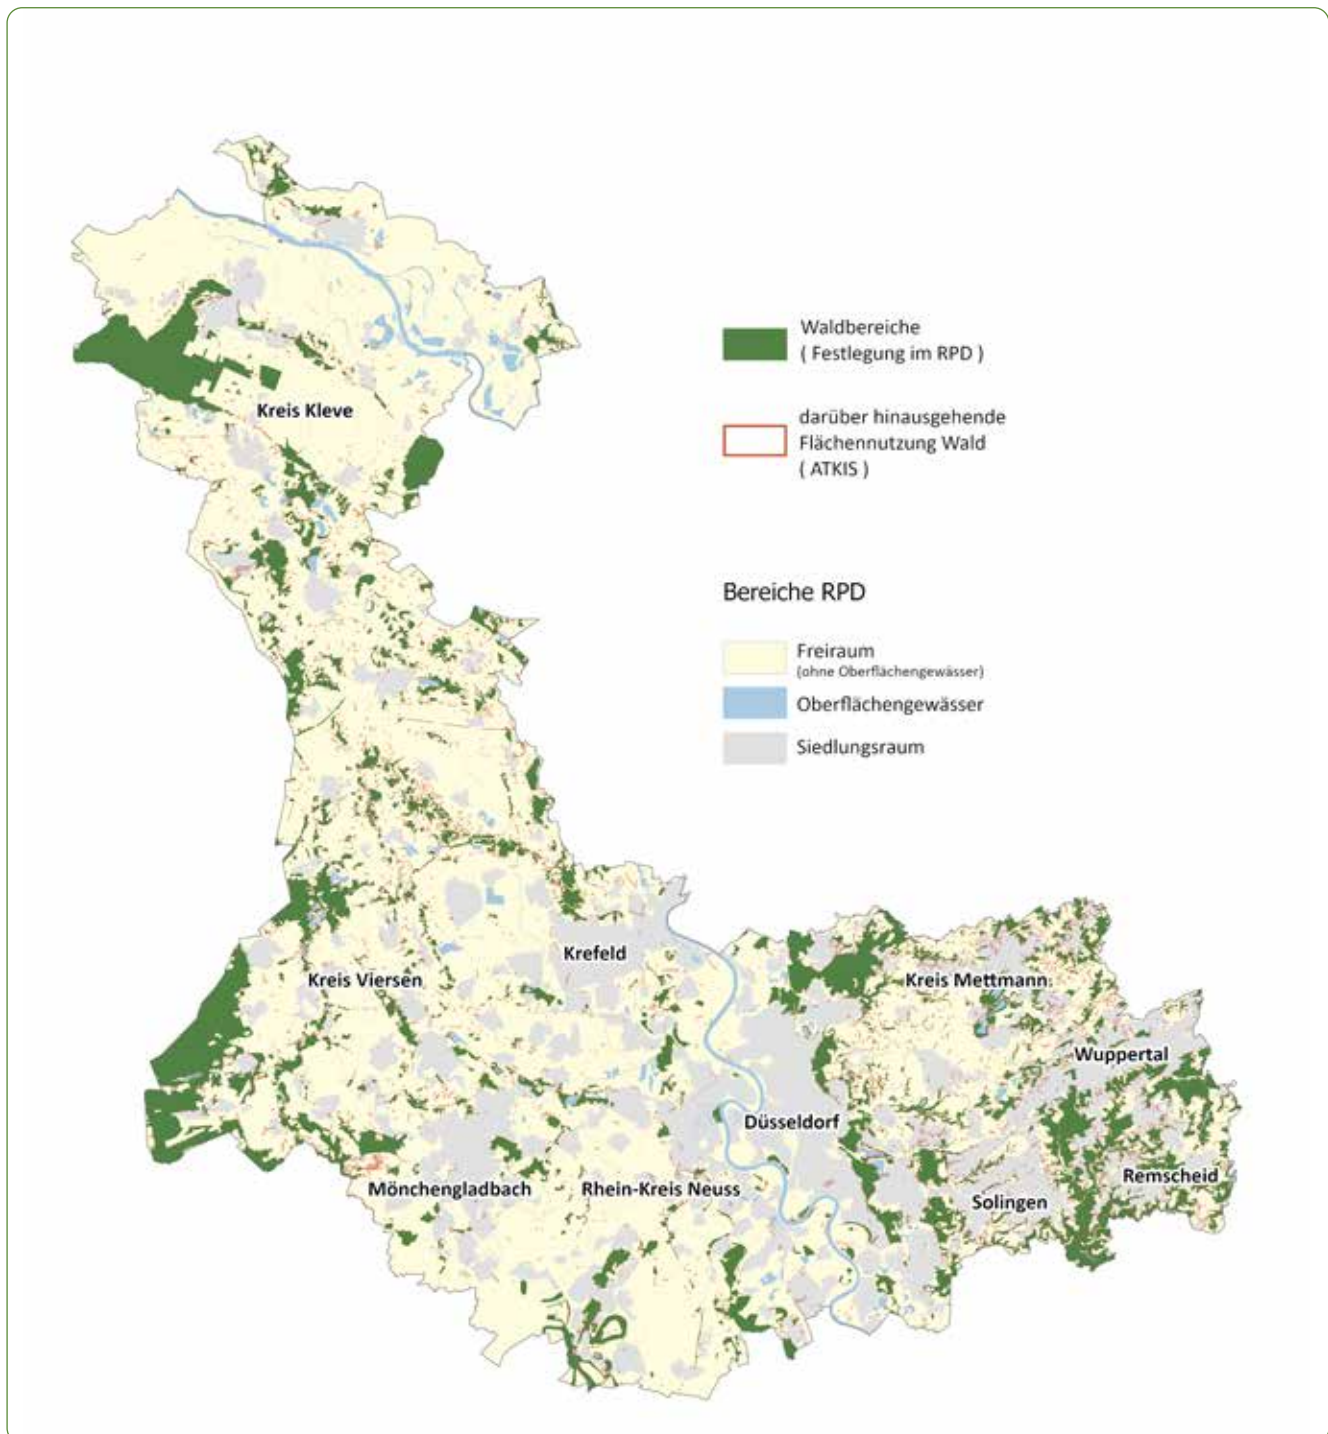 Waldbereiche
( Festlegung im RPD )
darüber hinausgehende
Flächennutzung Wald
( ATKIS )
Kreis Kleve
Bereiche RPD
Freiraum
(ohne Oberflächengewässer)
Oberflächengewässer
Siedlungsraum
Krefeld
Kreis Viersen
Kreis Mettmann
Wuppertal
Düsseldorf
Remscheid
Mönchengladbach
Rhein-Kreis Neuss
Solingen